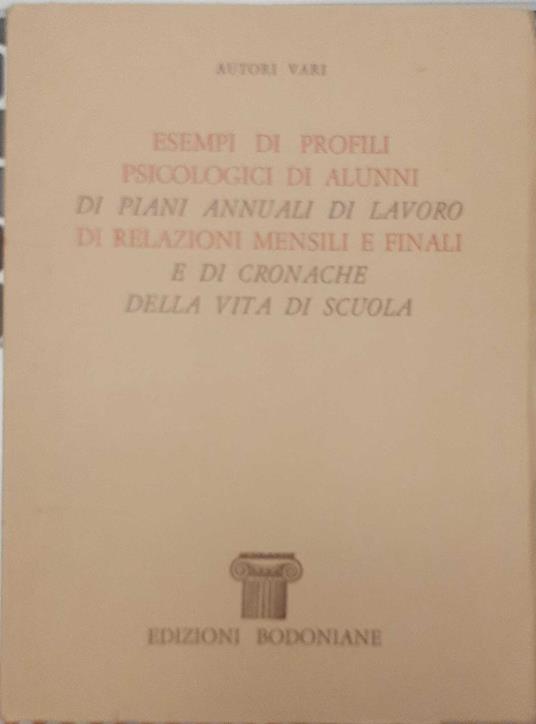 AUTORI VARI
ESEMPI DI PROFILI
PSICOLOGICI DI ALUNNI
DI PIANI ANNUALI DI LAVORO
DI RELAZIONI MENSILI E FINALI
E DI CRONACHE
DELLA VITA DI SCUOLA
EDIZIONI BODONIANE